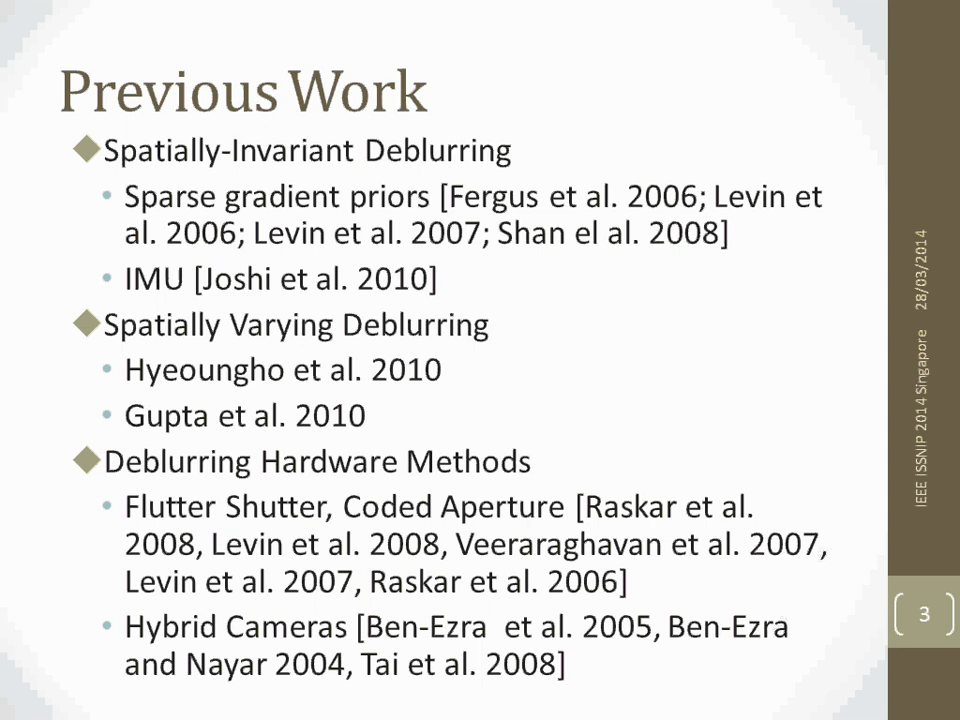 Previous Work
◆Spatially-Invariant Deblurring
• Sparse gradient priors [Fergus et al. 2006; Levin et
al. 2006; Levin et al. 2007; Shan el al. 2008]
• IMU [Joshi et al. 2010]
◆Spatially Varying Deblurring
• Hyeoungho et al. 2010
• Gupta et al. 2010
◆Deblurring Hardware Methods
• Flutter Shutter, Coded Aperture [Raskar et al.
2008, Levin et al. 2008, Veeraraghavan et al. 2007,
Levin et al. 2007, Raskar et al. 2006]
• Hybrid Cameras [Ben-Ezra et al. 2005, Ben-Ezra
and Nayar 2004, Tai et al. 2008]
IEEE ISSNIP 2014 Singapore 28/03/2014
3